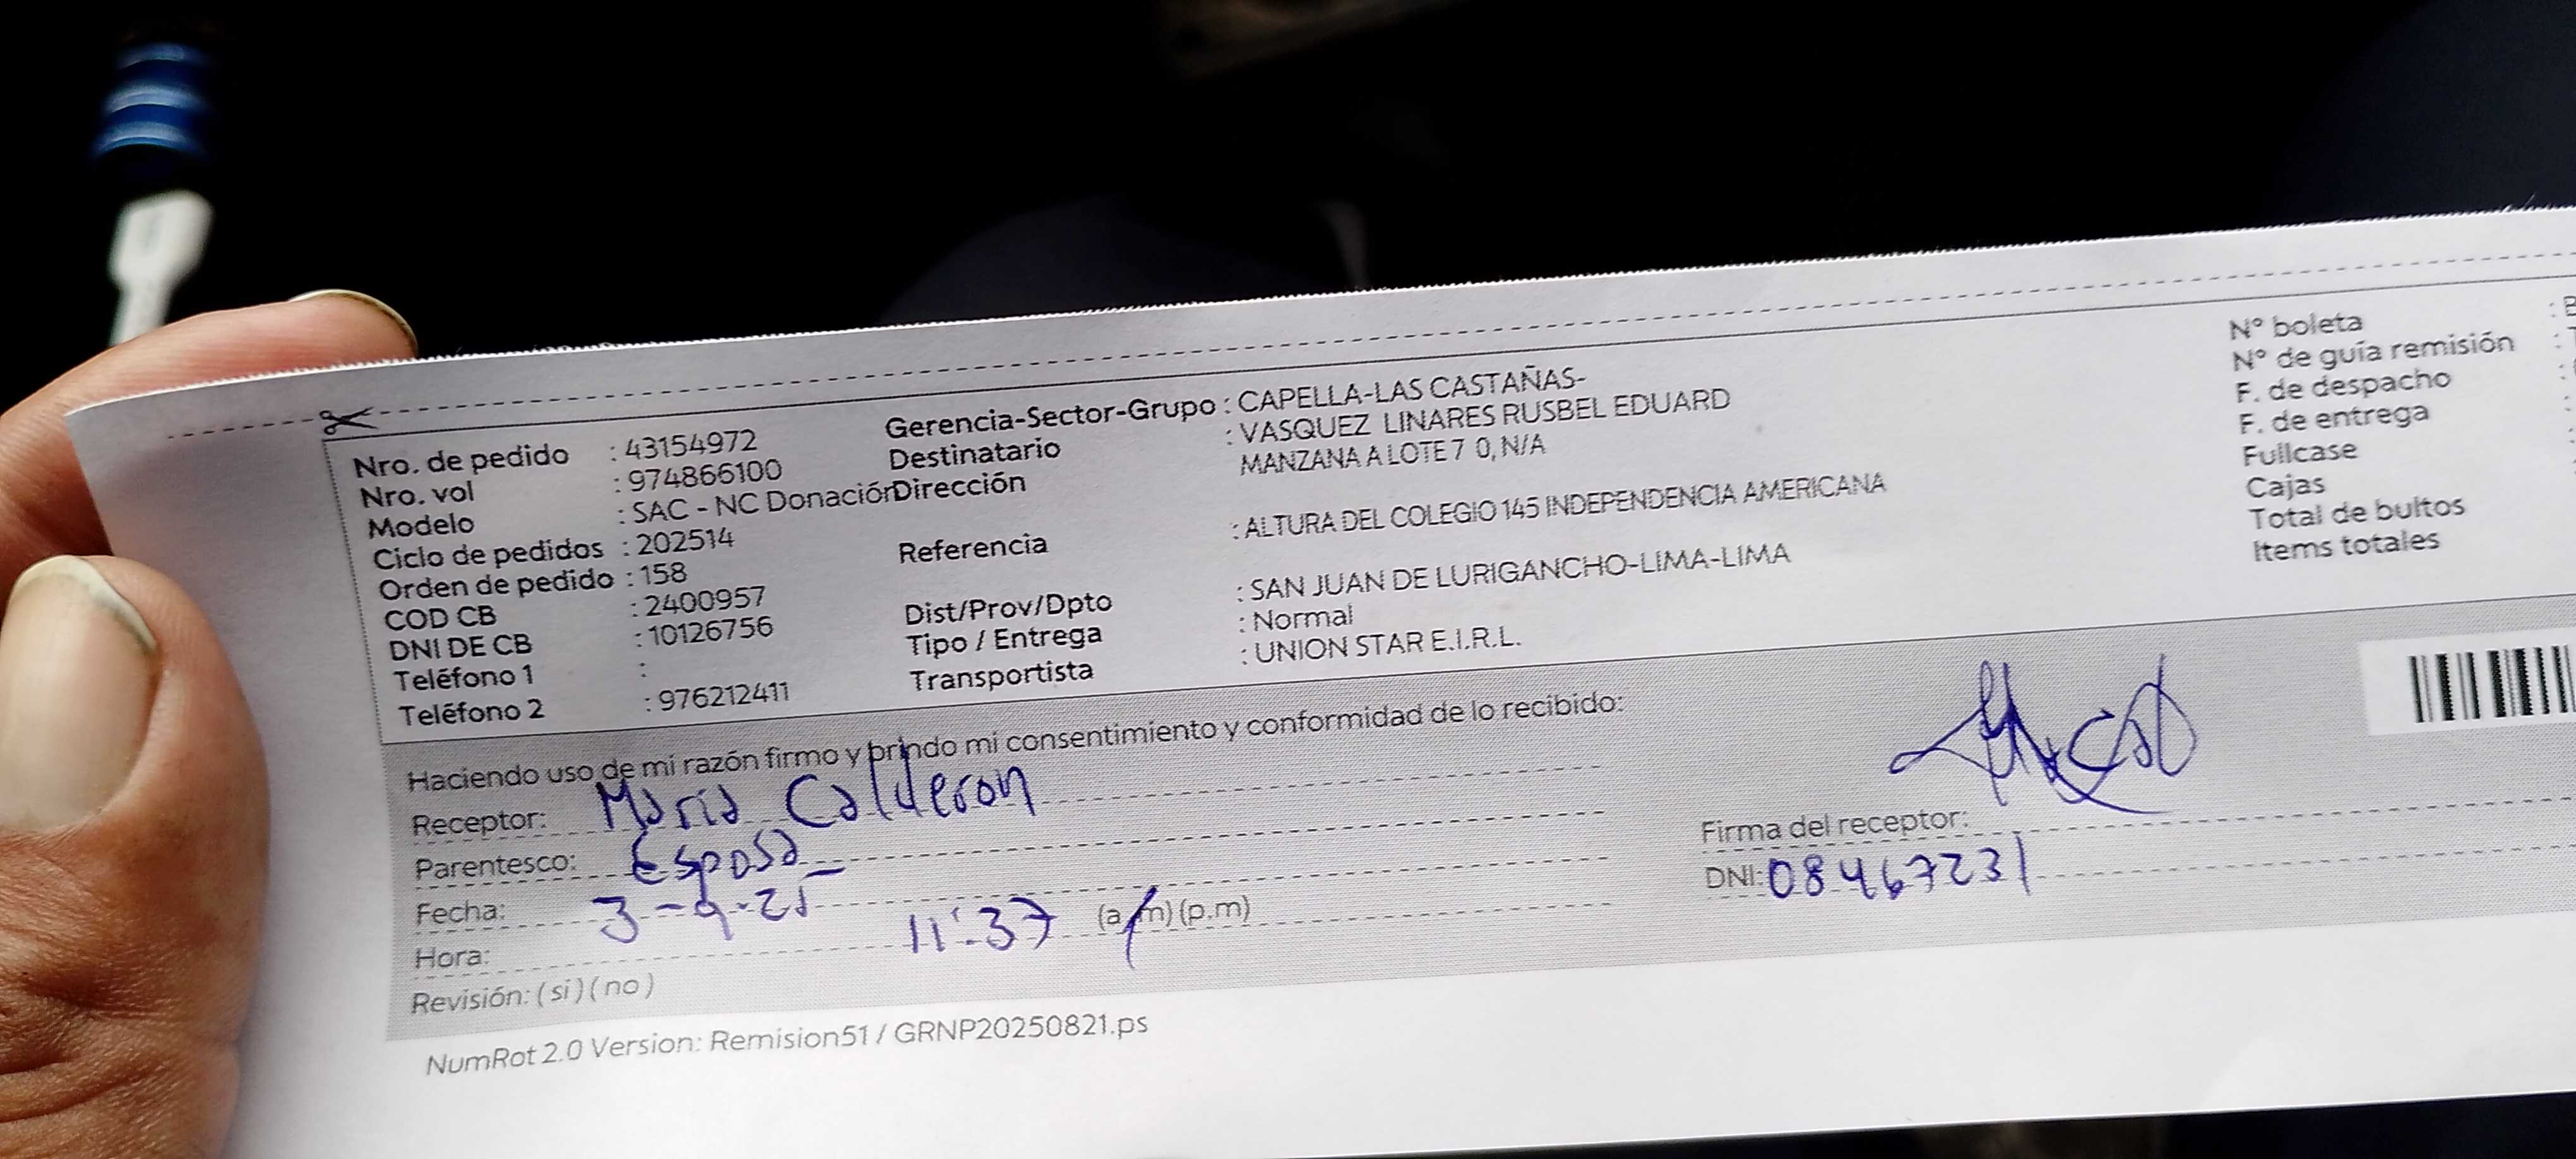 Nro. de pedido : 43154972
Nro. vol : 974866100
Modelo : SAC - NC Donación
Ciclo de pedidos : 202514
Orden de pedido : 158
COD CB : 2400957
DNI DE CB : 10126756
Teléfono 1 :
Teléfono 2 : 976212411
Gerencia-Sector-Grupo : CAPELLA-LAS CASTAÑAS-
Destinatario : VASQUEZ LINARES RUSBEL EDUARD
Dirección MANZANA A LOTE 7 0, N/A
Referencia : ALTURA DEL COLEGIO 145 INDEPENDENCIA AMERICANA
Dist/Prov/Dpto : SAN JUAN DE LURIGANCHO-LIMA-LIMA
Tipo / Entrega : Normal
Transportista : UNION STAR E.I.R.L.
N° boleta
N° de guía remisión
F. de despacho
F. de entrega
Fullcase
Cajas
Total de bultos
Items totales
Haciendo uso de mi razón firmo y brindo mi consentimiento y conformidad de lo recibido:
Receptor: Maria Calderon
Parentesco: Esposa
Fecha: 3-9-25
Hora: 11:37 (a.m) (p.m)
Revisión: ( si ) ( no )
Firma del receptor:
DNI: 08467231
NumRot 2.0 Version: Remision51 / GRNP20250821.ps